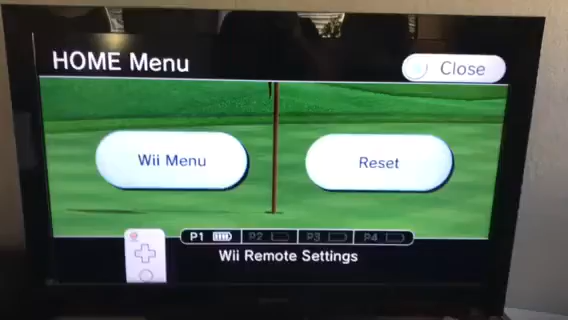 HOME Menu
Close
Wii Menu
Reset
P1 P2 P3 P4
Wii Remote Settings